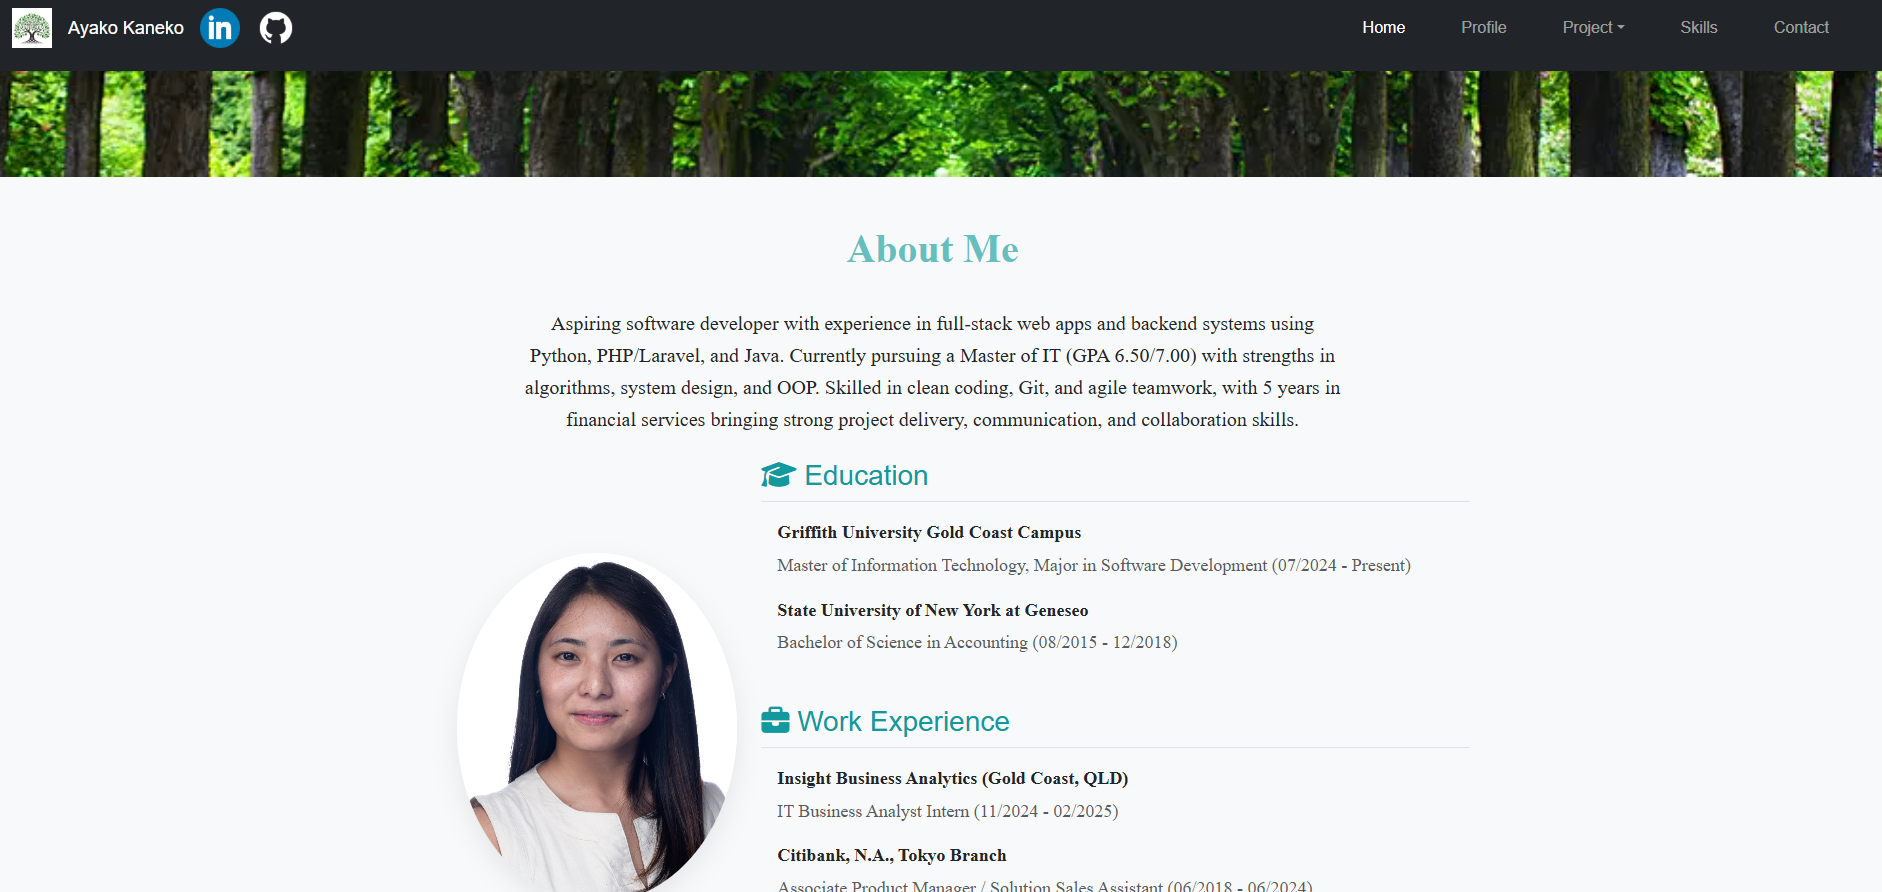 Ayako Kaneko
in
Home
Profile
Project
Skills
Contact
About Me
Aspiring software developer with experience in full-stack web apps and backend systems using
Python, PHP/Laravel, and Java. Currently pursuing a Master of IT (GPA 6.50/7.00) with strengths in
algorithms, system design, and OOP. Skilled in clean coding, Git, and agile teamwork, with 5 years in
financial services bringing strong project delivery, communication, and collaboration skills.
Education
Griffith University Gold Coast Campus
Master of Information Technology, Major in Software Development (07/2024 - Present)
State University of New York at Geneseo
Bachelor of Science in Accounting (08/2015 - 12/2018)
Work Experience
Insight Business Analytics (Gold Coast, QLD)
IT Business Analyst Intern (11/2024 - 02/2025)
Citibank, N.A., Tokyo Branch
Associate Product Manager / Solution Sales Assistant (06/2018 - 06/2024)